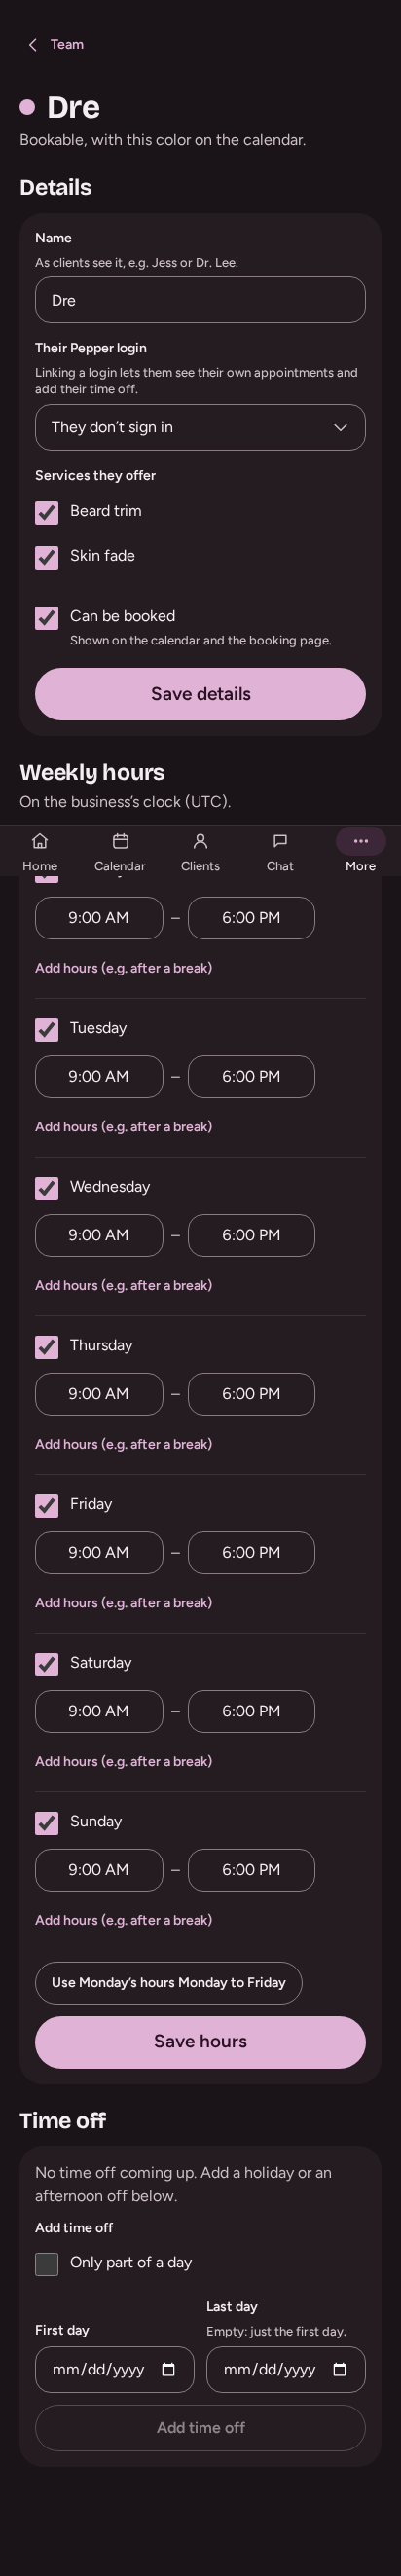 Team
Dre
Bookable, with this color on the calendar.
Details
Name
As clients see it, e.g. Jess or Dr. Lee.
Dre
Their Pepper login
Linking a login lets them see their own appointments and
add their time off.
They don’t sign in
Services they offer
Beard trim
Skin fade
Can be booked
Shown on the calendar and the booking page.
Save details
Weekly hours
On the business’s clock (UTC).
Home Calendar Clients Chat More
9:00 AM – 6:00 PM
Add hours (e.g. after a break)
Tuesday
9:00 AM – 6:00 PM
Add hours (e.g. after a break)
Wednesday
9:00 AM – 6:00 PM
Add hours (e.g. after a break)
Thursday
9:00 AM – 6:00 PM
Add hours (e.g. after a break)
Friday
9:00 AM – 6:00 PM
Add hours (e.g. after a break)
Saturday
9:00 AM – 6:00 PM
Add hours (e.g. after a break)
Sunday
9:00 AM – 6:00 PM
Add hours (e.g. after a break)
Use Monday’s hours Monday to Friday
Save hours
Time off
No time off coming up. Add a holiday or an
afternoon off below.
Add time off
Only part of a day
First day
mm/dd/yyyy
Last day
Empty: just the first day.
mm/dd/yyyy
Add time off